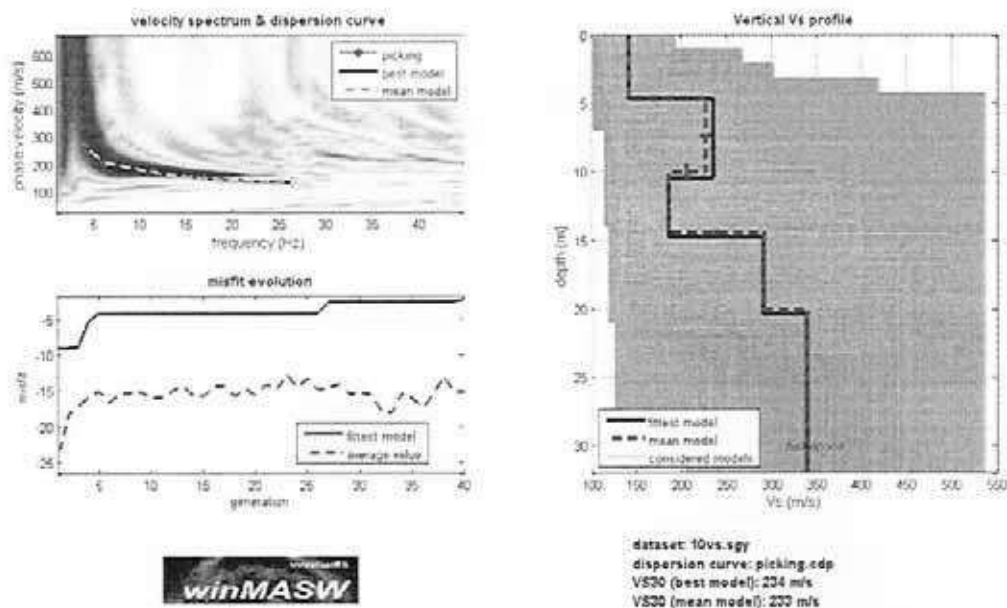 velocity spectrum & dispersion curve
600
500
400
300
200
100
phase velocity (m/s)
picking
best model
mean model
5
10
15
20
25
30
35
40
frequency (Hz)
misfit evolution
-5
-10
-15
-20
-25
misfit
fittest model
average value
5
10
15
20
25
30
35
40
generation
Vertical Vs profile
0
5
10
15
20
25
30
depth (m)
fittest model
mean model
considered models
100
150
200
250
300
350
400
450
500
550
Vs (m/s)
winMASW
dataset: 10vs.sgy
dispersion curve: picking.cdp
VS30 (best model): 234 m/s
VS30 (mean model): 233 m/s